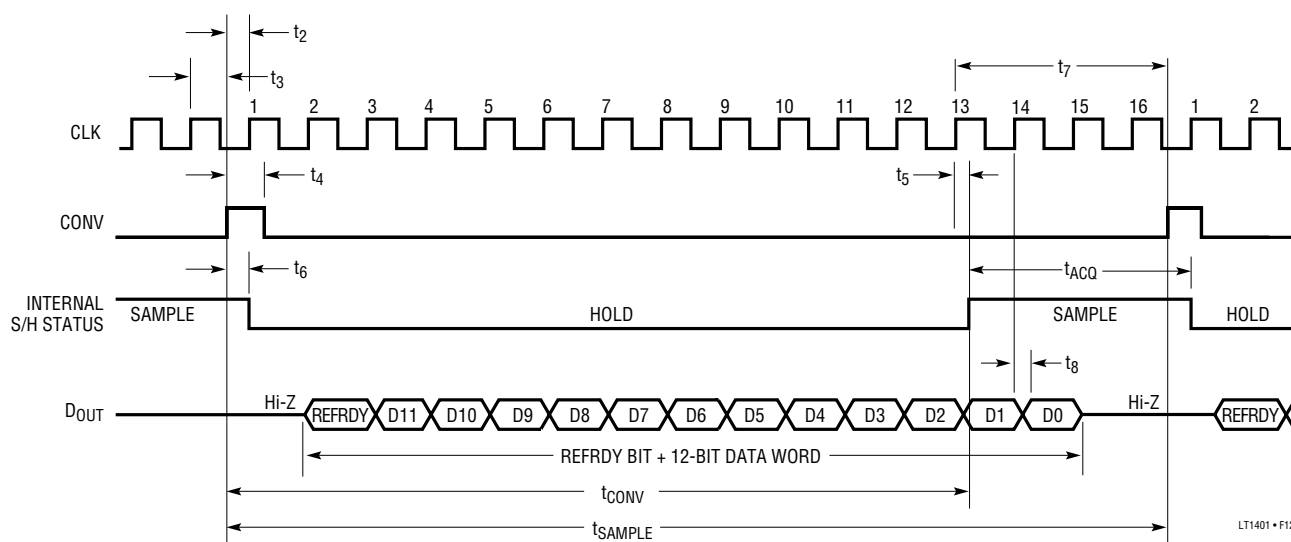 t2
t3
t7
1 2 3 4 5 6 7 8 9 10 11 12 13 14 15 16 1 2
CLK
t4
t5
CONV
t6
tACQ
INTERNAL
S/H STATUS
SAMPLE
HOLD
SAMPLE
HOLD
t8
DOUT
Hi-Z
REFRDY D11 D10 D9 D8 D7 D6 D5 D4 D3 D2 D1 D0
Hi-Z
REFRDY
REFRDY BIT + 12-BIT DATA WORD
tCONV
tSAMPLE
LT1401 • F12